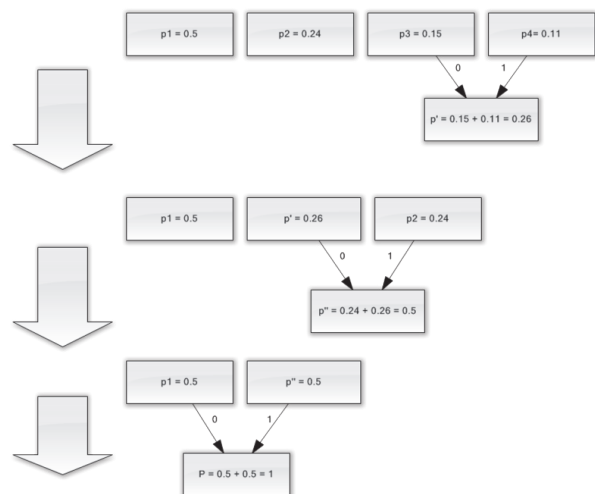 p1 = 0.5
p2 = 0.24
p3 = 0.15
p4= 0.11
0
1
p' = 0.15 + 0.11 = 0.26
p1 = 0.5
p' = 0.26
p2 = 0.24
0
1
p" = 0.24 + 0.26 = 0.5
p1 = 0.5
p" = 0.5
0
1
P = 0.5 + 0.5 = 1